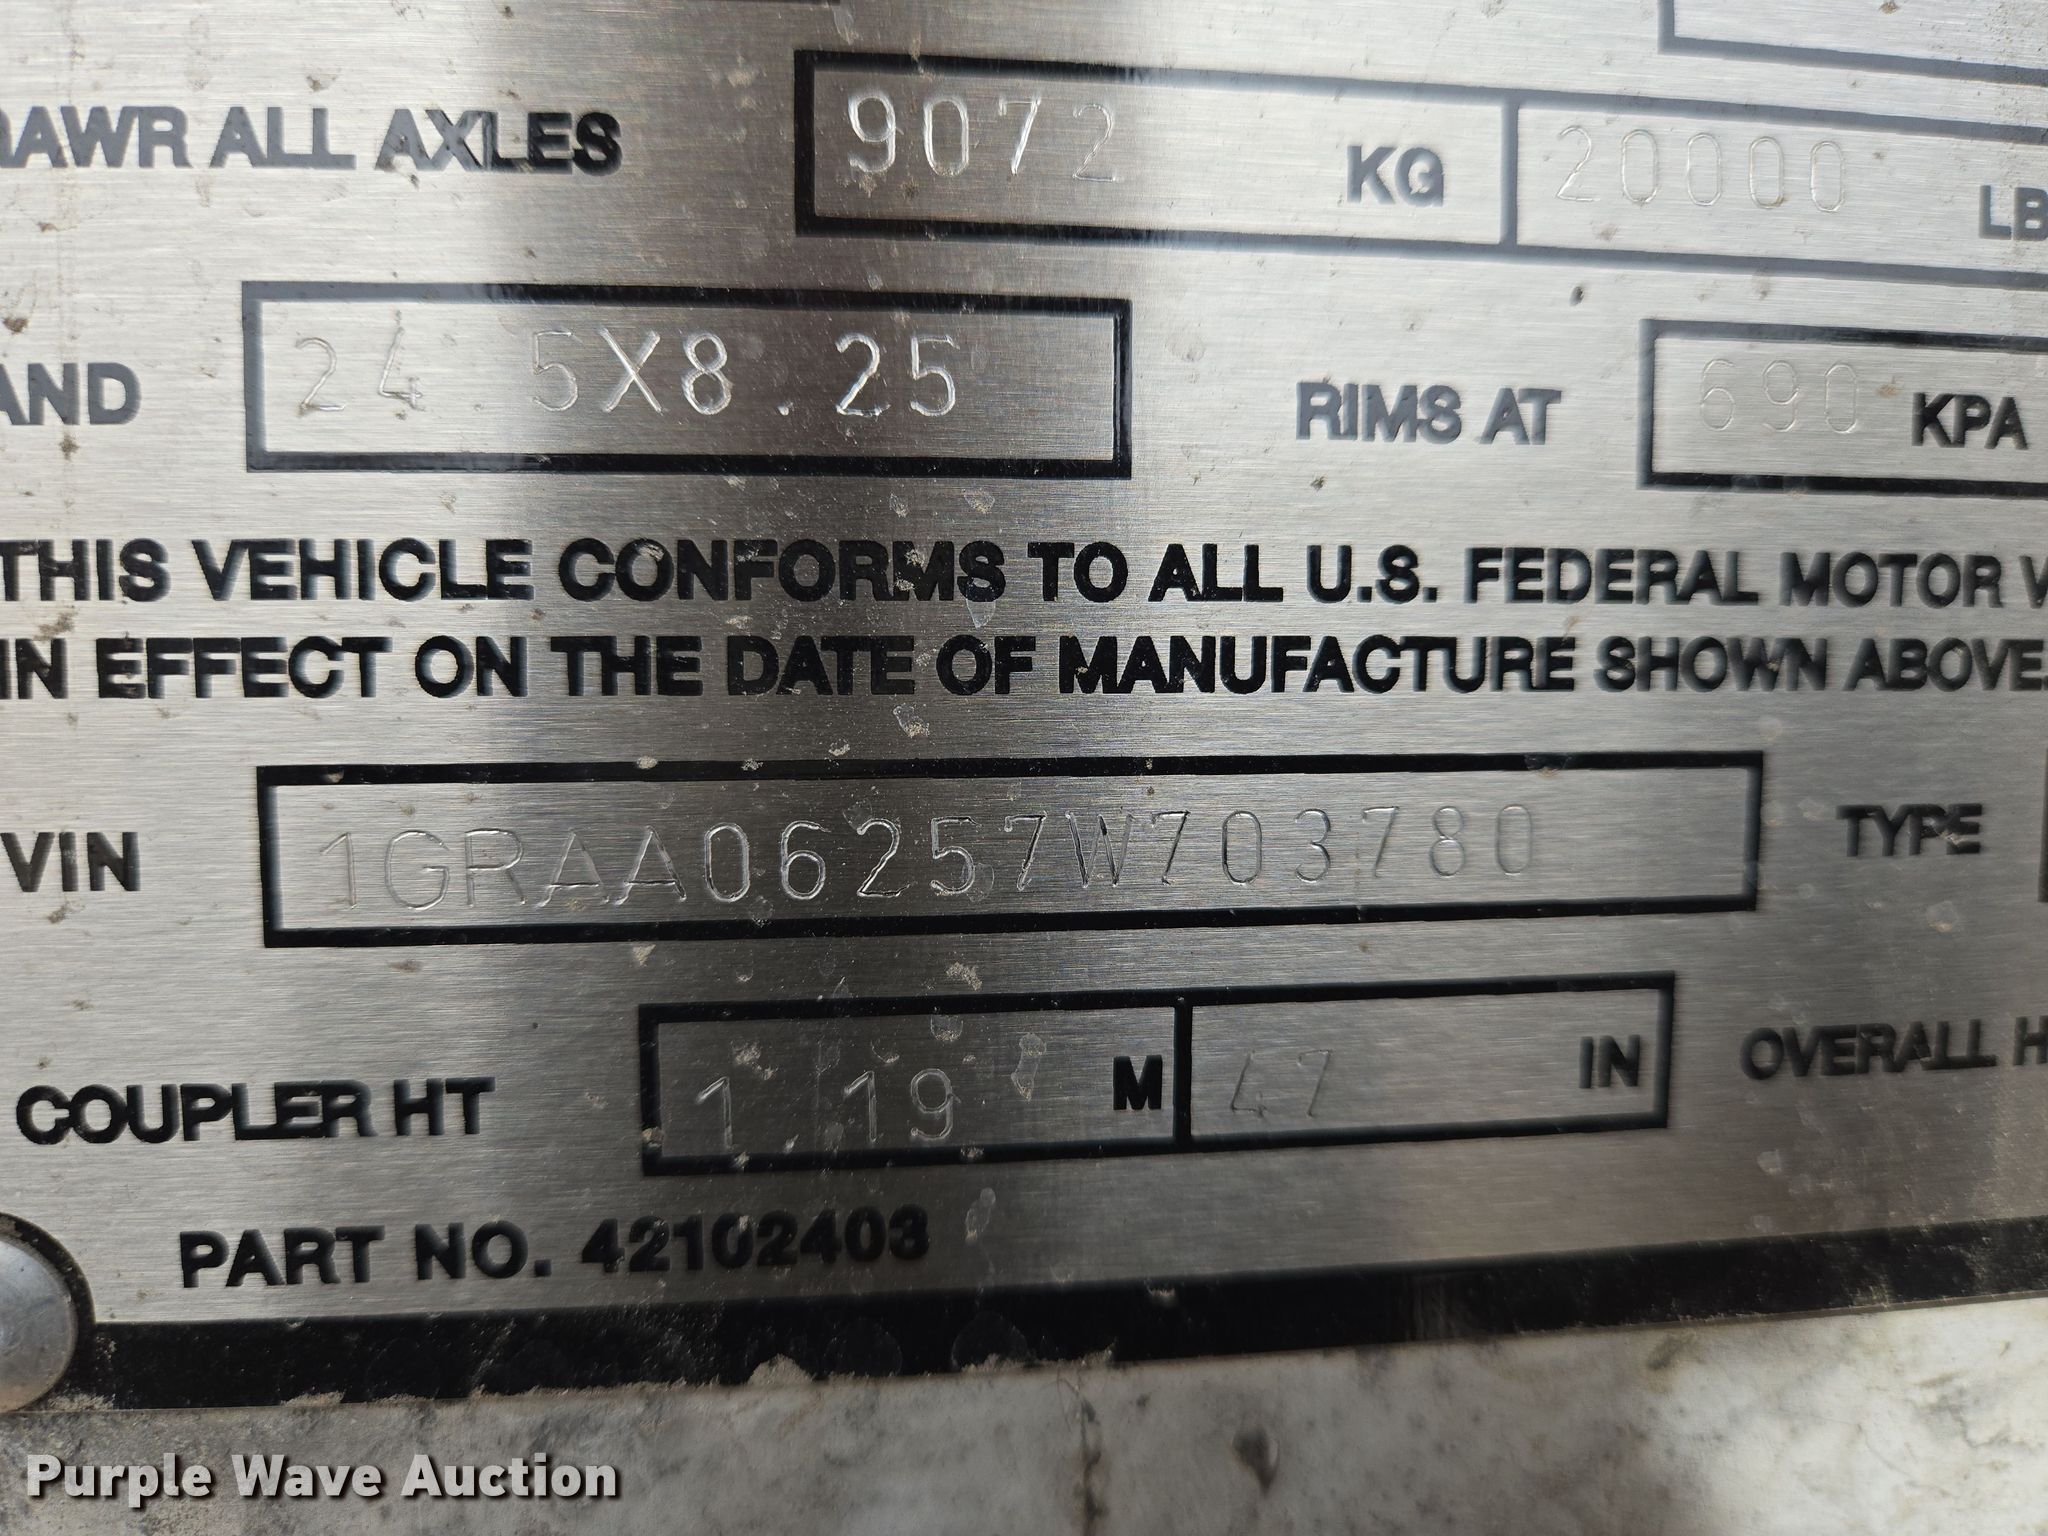 GAWR ALL AXLES 9072 KG 20000 LB
AND 24 5X8.25 RIMS AT 690 KPA
THIS VEHICLE CONFORMS TO ALL U.S. FEDERAL MOTOR V
IN EFFECT ON THE DATE OF MANUFACTURE SHOWN ABOVE.
VIN 1GRAA06257W703780 TYPE
COUPLER HT 1.19 M 47 IN OVERALL H
PART NO. 42102403
Purple Wave Auction